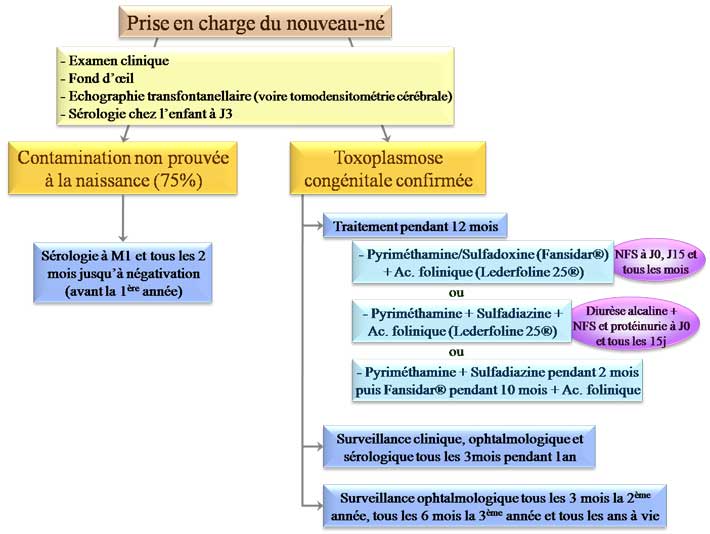 Prise en charge du nouveau-né
- Examen clinique
- Fond d'œil
- Echographie transfontanellaire (voire tomodensitométrie cérébrale)
- Sérologie chez l'enfant à J3
Contamination non prouvée
à la naissance (75%)
Sérologie à M1 et tous les 2
mois jusqu'à négativation
(avant la 1ère année)
Toxoplasmose
congénitale confirmée
Traitement pendant 12 mois
- Pyriméthamine/Sulfadoxine (Fansidar®)
+ Ac. folinique (Lederfoline 25®)
NFS à J0, J15 et
tous les mois
ou
- Pyriméthamine + Sulfadiazine +
Ac. folinique (Lederfoline 25®)
Diurèse alcaline +
NFS et protéinurie à J0
et tous les 15j
ou
- Pyriméthamine + Sulfadiazine pendant 2 mois
puis Fansidar® pendant 10 mois + Ac. folinique
Surveillance clinique, ophtalmologique et
sérologique tous les 3mois pendant 1an
Surveillance ophtalmologique tous les 3 mois la 2ème
année, tous les 6 mois la 3ème année et tous les ans à vie